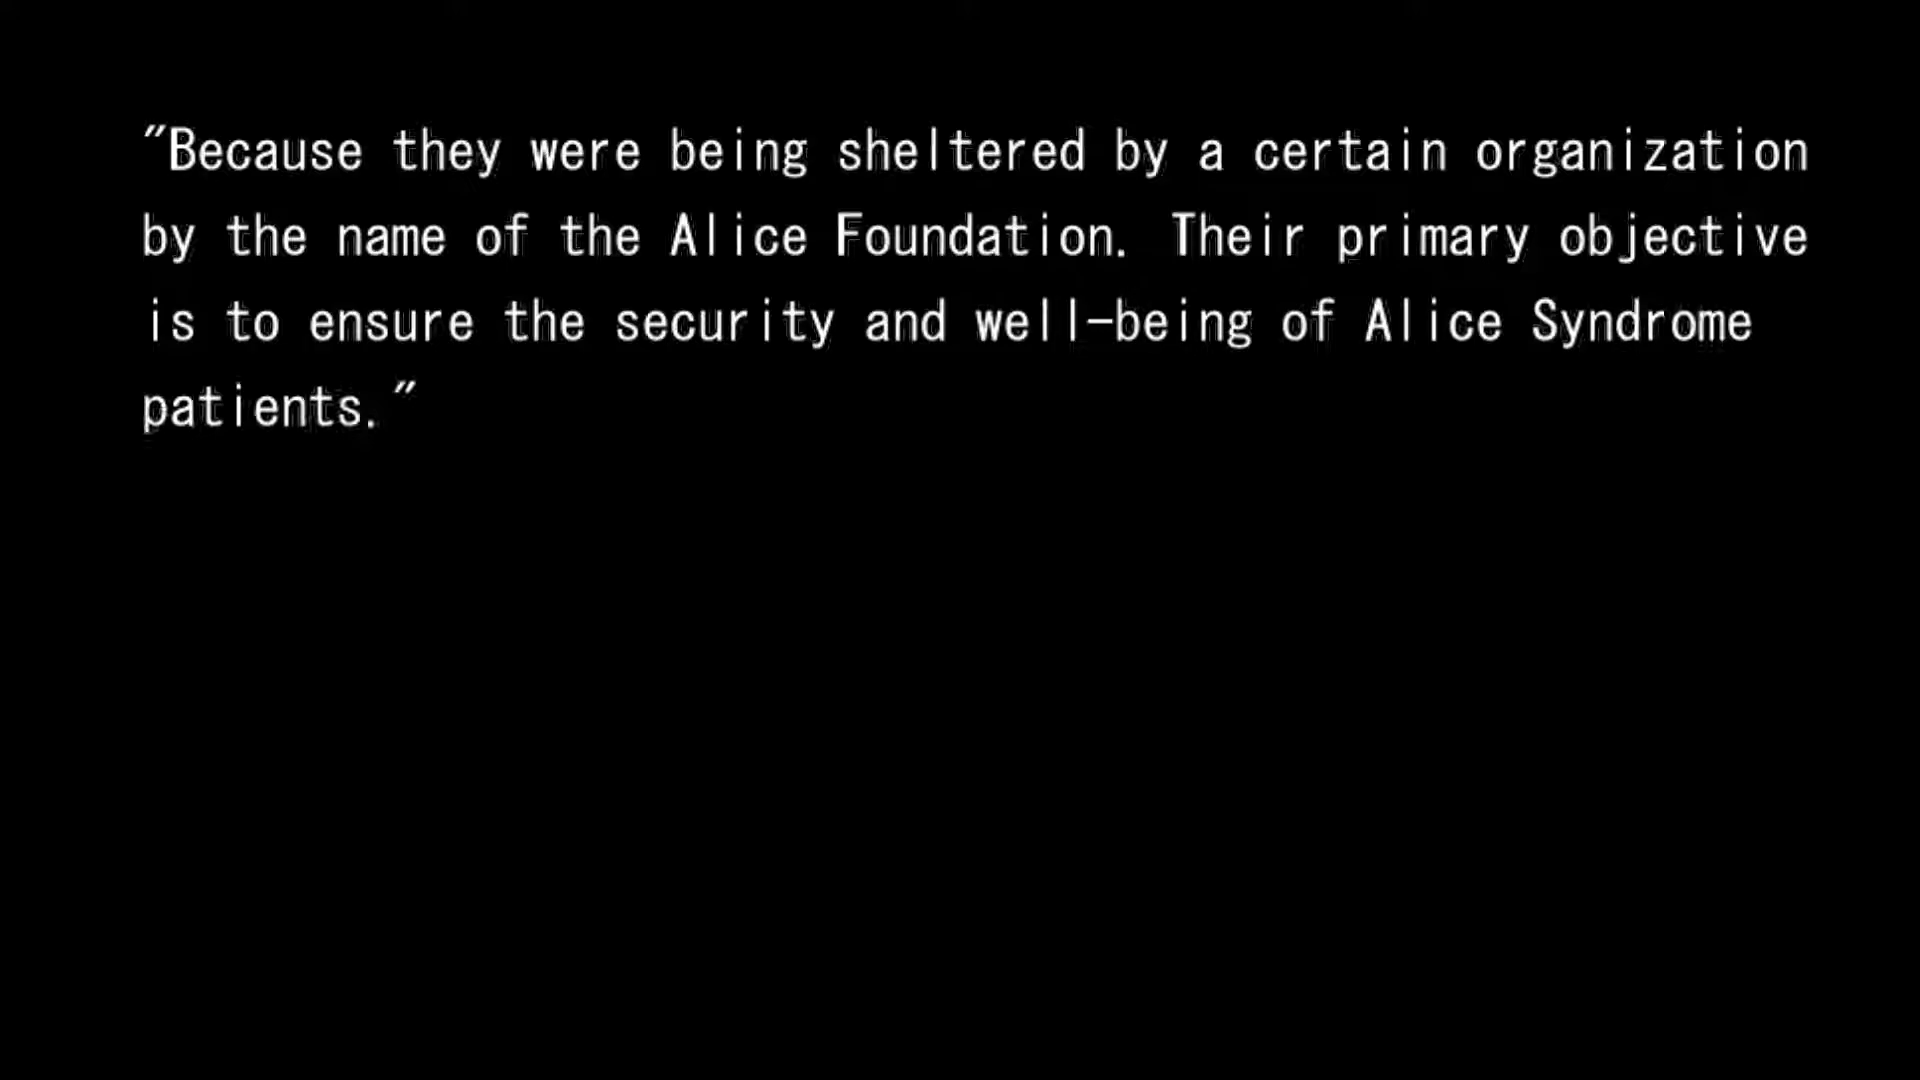 "Because they were being sheltered by a certain organization
by the name of the Alice Foundation. Their primary objective
is to ensure the security and well-being of Alice Syndrome
patients."